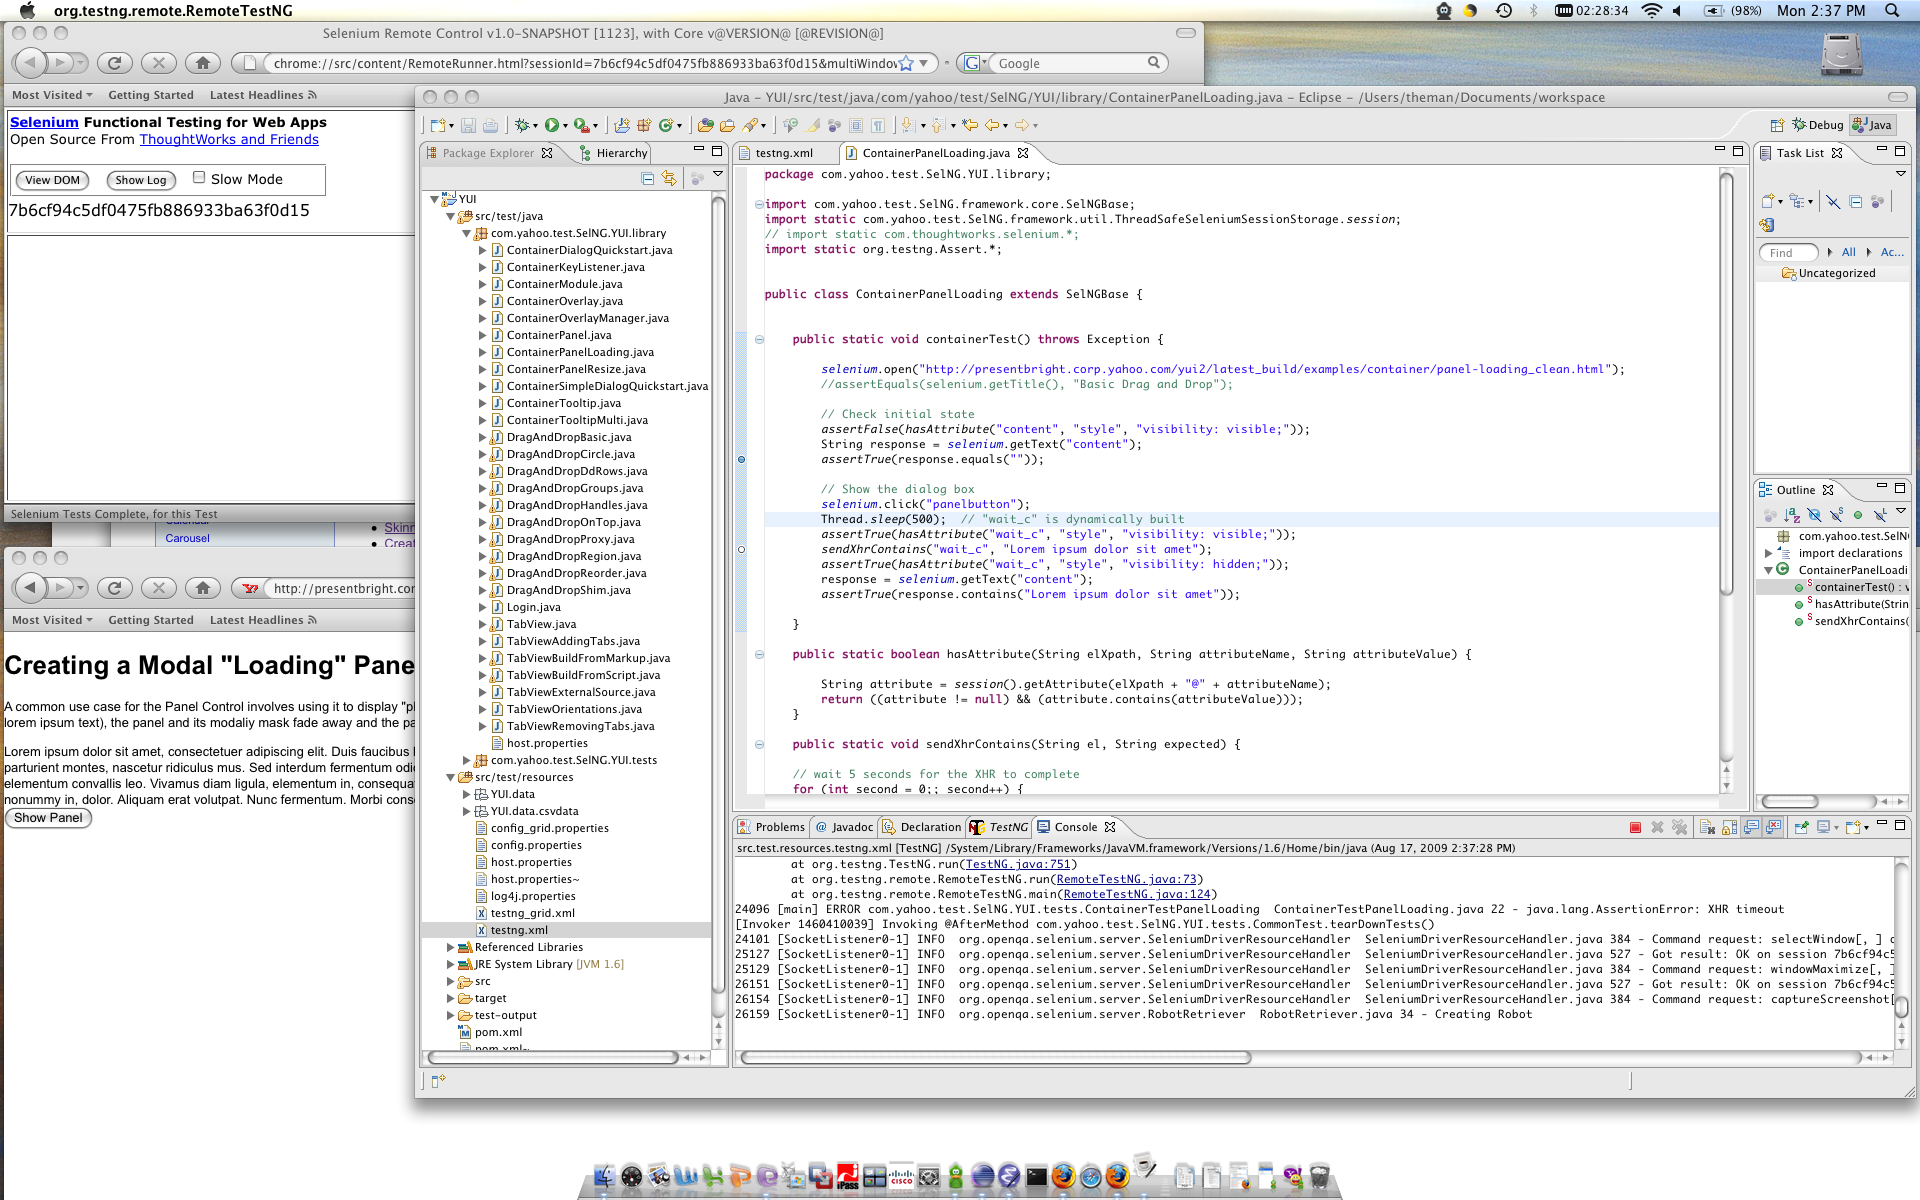 org.testng.remote.RemoteTestNG
02:28:34
(98%)
Mon 2:37 PM
Selenium Remote Control v1.0-SNAPSHOT [1123], with Core v@VERSION@ [@REVISION@]
chrome://src/content/RemoteRunner.html?sessionId=7b6cf94c5df0475fb886933ba63f0d15&multiWindow
Google
Most Visited
Getting Started
Latest Headlines
Selenium Functional Testing for Web Apps
Open Source From ThoughtWorks and Friends
View DOM
Show Log
Slow Mode
7b6cf94c5df0475fb886933ba63f0d15
Selenium Tests Complete, for this Test
Carousel
Skinn
Creat
http://presentbright.cor
Most Visited
Getting Started
Latest Headlines
Creating a Modal "Loading" Pane
A common use case for the Panel Control involves using it to display "pl
lorem ipsum text), the panel and its modaliy mask fade away and the pa
Lorem ipsum dolor sit amet, consectetuer adipiscing elit. Duis faucibus
parturient montes, nascetur ridiculus mus. Sed interdum fermentum odio
elementum convallis leo. Vivamus diam ligula, elementum in, consequat
nonummy in, dolor. Aliquam erat volutpat. Nunc fermentum. Morbi cons
Show Panel
Java - YUI/src/test/java/com/yahoo/test/SelNG/YUI/library/ContainerPanelLoading.java - Eclipse - /Users/theman/Documents/workspace
Debug
Java
Package Explorer
Hierarchy
YUI
src/test/java
com.yahoo.test.SelNG.YUI.library
ContainerDialogQuickstart.java
ContainerKeyListener.java
ContainerModule.java
ContainerOverlay.java
ContainerOverlayManager.java
ContainerPanel.java
ContainerPanelLoading.java
ContainerPanelResize.java
ContainerSimpleDialogQuickstart.java
ContainerTooltip.java
ContainerTooltipMulti.java
DragAndDropBasic.java
DragAndDropCircle.java
DragAndDropDdRows.java
DragAndDropGroups.java
DragAndDropHandles.java
DragAndDropOnTop.java
DragAndDropProxy.java
DragAndDropRegion.java
DragAndDropReorder.java
DragAndDropShim.java
Login.java
TabView.java
TabViewAddingTabs.java
TabViewBuildFromMarkup.java
TabViewBuildFromScript.java
TabViewExternalSource.java
TabViewOrientations.java
TabViewRemovingTabs.java
host.properties
com.yahoo.test.SelNG.YUI.tests
src/test/resources
YUI.data
YUI.data.csvdata
config_grid.properties
config.properties
host.properties
host.properties~
log4j.properties
testng_grid.xml
testng.xml
Referenced Libraries
JRE System Library [JVM 1.6]
src
target
test-output
pom.xml
pom.xml~
testng.xml
ContainerPanelLoading.java
package com.yahoo.test.SelNG.YUI.library;
import com.yahoo.test.SelNG.framework.core.SelNGBase;
import static com.yahoo.test.SelNG.framework.util.ThreadSafeSeleniumSessionStorage.session;
// import static com.thoughtworks.selenium.*;
import static org.testng.Assert.*;
public class ContainerPanelLoading extends SelNGBase {
public static void containerTest() throws Exception {
selenium.open("http://presentbright.corp.yahoo.com/yui2/latest_build/examples/container/panel-loading_clean.html");
//assertEquals(selenium.getTitle(), "Basic Drag and Drop");
// Check initial state
assertFalse(hasAttribute("content", "style", "visibility: visible;"));
String response = selenium.getText("content");
assertTrue(response.equals(""));
// Show the dialog box
selenium.click("panelbutton");
Thread.sleep(500);  // "wait_c" is dynamically built
assertTrue(hasAttribute("wait_c", "style", "visibility: visible;"));
sendXhrContains("wait_c", "Lorem ipsum dolor sit amet");
assertTrue(hasAttribute("wait_c", "style", "visibility: hidden;"));
response = selenium.getText("content");
assertTrue(response.contains("Lorem ipsum dolor sit amet"));
}
public static boolean hasAttribute(String elXpath, String attributeName, String attributeValue) {
String attribute = session().getAttribute(elXpath + "@" + attributeName);
return ((attribute != null) && (attribute.contains(attributeValue)));
}
public static void sendXhrContains(String el, String expected) {
// wait 5 seconds for the XHR to complete
for (int second = 0;; second++) {
Task List
Find
All
Ac...
Uncategorized
Outline
com.yahoo.test.SelN
import declarations
ContainerPanelLoadi
containerTest() : v
hasAttribute(Strin
sendXhrContains(
Problems
Javadoc
Declaration
TestNG
Console
src.test.resources.testng.xml [TestNG] /System/Library/Frameworks/JavaVM.framework/Versions/1.6/Home/bin/java (Aug 17, 2009 2:37:28 PM)
at org.testng.TestNG.run(TestNG.java:751)
at org.testng.remote.RemoteTestNG.run(RemoteTestNG.java:73)
at org.testng.remote.RemoteTestNG.main(RemoteTestNG.java:124)
24096 [main] ERROR com.yahoo.test.SelNG.YUI.tests.ContainerTestPanelLoading  ContainerTestPanelLoading.java 22 - java.lang.AssertionError: XHR timeout
[Invoker 1460410039] Invoking @AfterMethod com.yahoo.test.SelNG.YUI.tests.CommonTest.tearDownTests()
24101 [SocketListener0-1] INFO  org.openqa.selenium.server.SeleniumDriverResourceHandler  SeleniumDriverResourceHandler.java 384 - Command request: selectWindow[, ] o
25127 [SocketListener0-1] INFO  org.openqa.selenium.server.SeleniumDriverResourceHandler  SeleniumDriverResourceHandler.java 527 - Got result: OK on session 7b6cf94c5
25129 [SocketListener0-1] INFO  org.openqa.selenium.server.SeleniumDriverResourceHandler  SeleniumDriverResourceHandler.java 384 - Command request: windowMaximize[, ]
26151 [SocketListener0-1] INFO  org.openqa.selenium.server.SeleniumDriverResourceHandler  SeleniumDriverResourceHandler.java 527 - Got result: OK on session 7b6cf94c5
26154 [SocketListener0-1] INFO  org.openqa.selenium.server.SeleniumDriverResourceHandler  SeleniumDriverResourceHandler.java 384 - Command request: captureScreenshot[
26159 [SocketListener0-1] INFO  org.openqa.selenium.server.RobotRetriever  RobotRetriever.java 34 - Creating Robot
iPass
CISCO